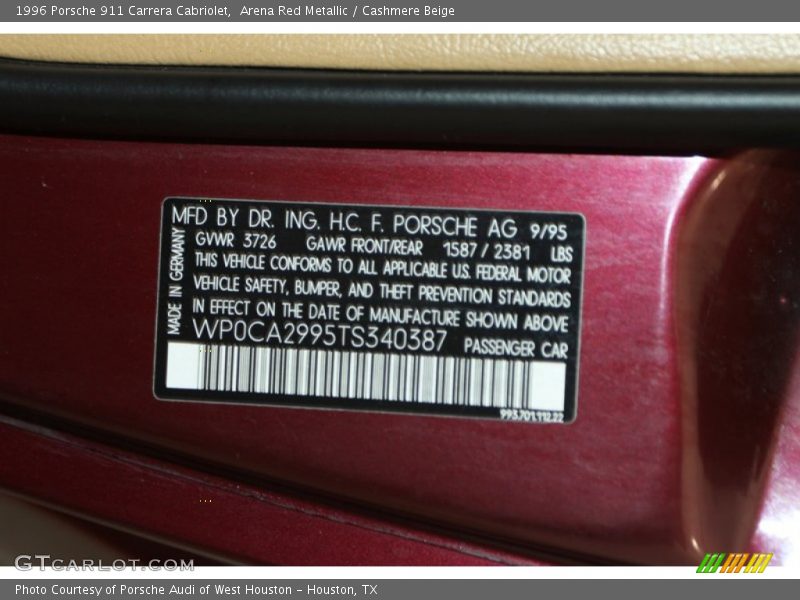 1996 Porsche 911 Carrera Cabriolet,  Arena Red Metallic / Cashmere Beige
MFD BY DR. ING. H.C. F. PORSCHE AG 9/95
GVWR 3726 GAWR FRONT/REAR 1587 / 2381 LBS
THIS VEHICLE CONFORMS TO ALL APPLICABLE U.S. FEDERAL MOTOR
VEHICLE SAFETY, BUMPER, AND THEFT PREVENTION STANDARDS
IN EFFECT ON THE DATE OF MANUFACTURE SHOWN ABOVE
WP0CA2995TS340387 PASSENGER CAR
MADE IN GERMANY
993.701.112.22
GTCARLOT.COM
Photo Courtesy of Porsche Audi of West Houston - Houston, TX